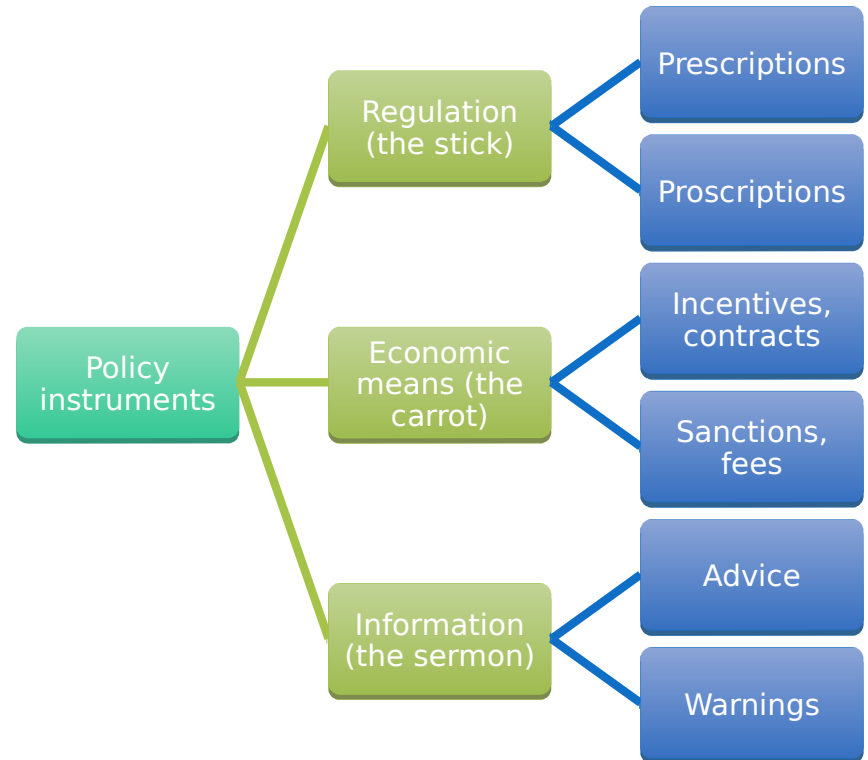 Policy
instruments
Regulation
(the stick)
Prescriptions
Proscriptions
Economic
means (the
carrot)
Incentives,
contracts
Sanctions,
fees
Information
(the sermon)
Advice
Warnings